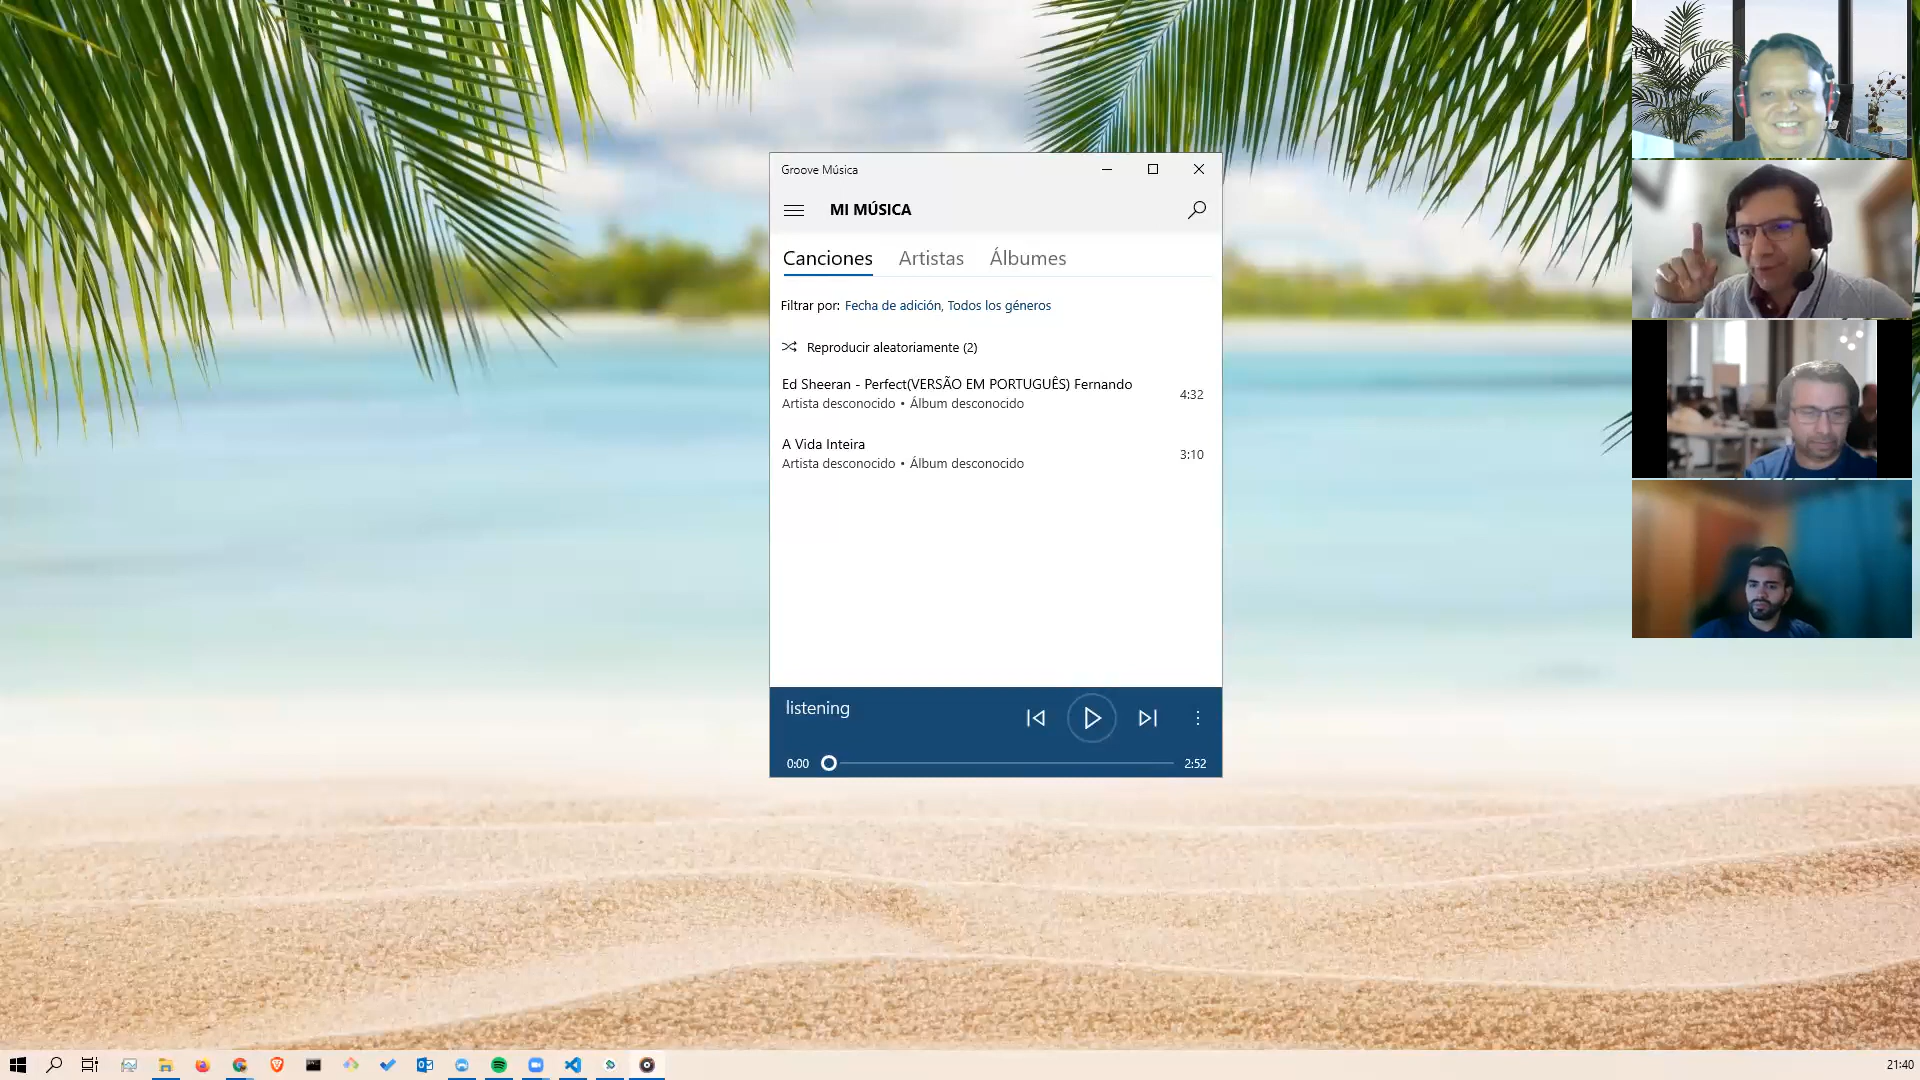 Groove Música
MI MÚSICA
Canciones Artistas Álbumes
Filtrar por: Fecha de adición, Todos los géneros
Reproducir aleatoriamente (2)
Ed Sheeran - Perfect(VERSÃO EM PORTUGUÊS) Fernando
Artista desconocido • Álbum desconocido
4:32
A Vida Inteira
Artista desconocido • Álbum desconocido
3:10
listening
0:00
2:52
21:40